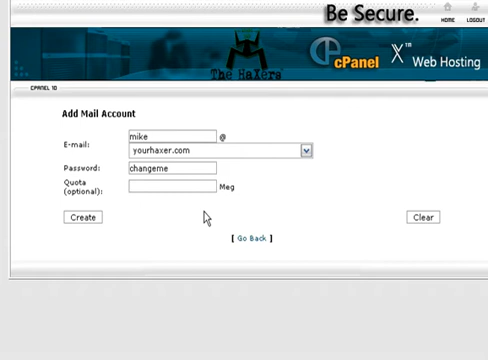 Be Secure.
HOME LOGOUT
The HaXers
cPanel X™ Web Hosting
CPANEL 10
Add Mail Account
E-mail: mike @
yourhaxer.com
Password: changeme
Quota (optional): Meg
Create Clear
[ Go Back ]